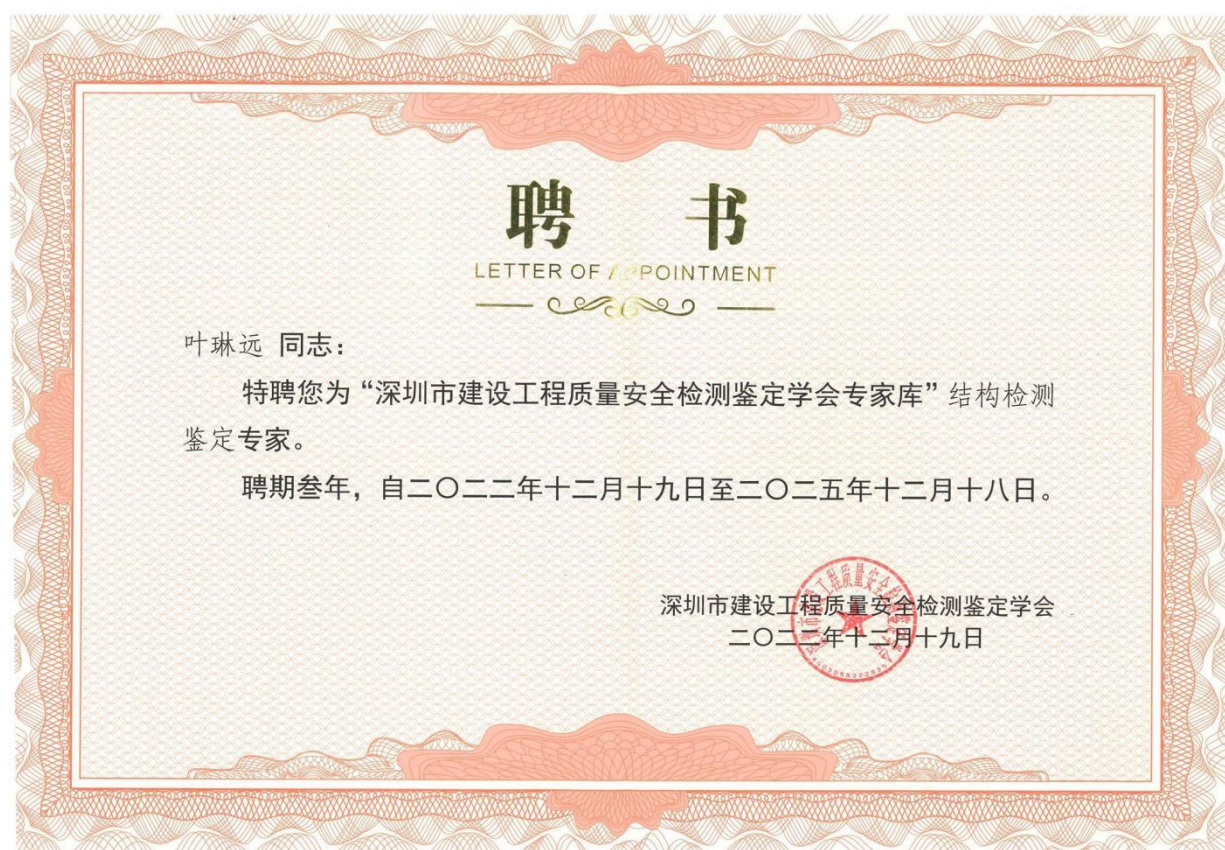 聘 书
LETTER OF APPOINTMENT
叶琳远 同志：
特聘您为“深圳市建设工程质量安全检测鉴定学会专家库”结构检测
鉴定专家。
聘期叁年，自二〇二二年十二月十九日至二〇二五年十二月十八日。
深圳市建设工程质量安全检测鉴定学会
二〇二二年十二月十九日